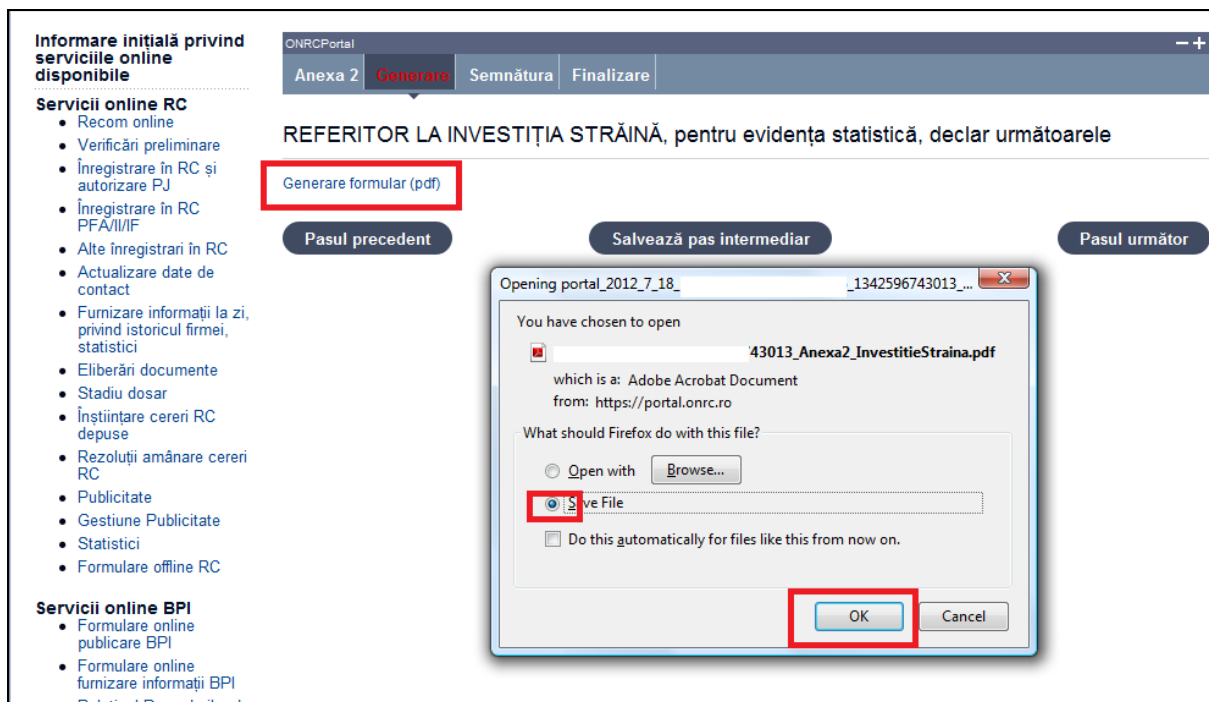 Informare inițială privind
serviciile online
disponibile
Servicii online RC
Recom online
Verificări preliminare
Înregistrare în RC și
autorizare PJ
Înregistrare în RC
PFA/II/IF
Alte înregistrari în RC
Actualizare date de
contact
Furnizare informații la zi,
privind istoricul firmei,
statistici
Eliberări documente
Stadiu dosar
Înștiințare cereri RC
depuse
Rezoluții amânare cereri
RC
Publicitate
Gestiune Publicitate
Statistici
Formulare offline RC
Servicii online BPI
Formulare online
publicare BPI
Formulare online
furnizare informații BPI
ONRCPortal
Anexa 2 Generare Semnătura Finalizare
REFERITOR LA INVESTIȚIA STRĂINĂ, pentru evidența statistică, declar următoarele
Generare formular (pdf)
Pasul precedent Salvează pas intermediar Pasul următor
Opening portal_2012_7_18_ _1342596743013_...
You have chosen to open
43013_Anexa2_InvestitieStraina.pdf
which is a: Adobe Acrobat Document
from: https://portal.onrc.ro
What should Firefox do with this file?
Open with Browse...
Save File
Do this automatically for files like this from now on.
OK Cancel